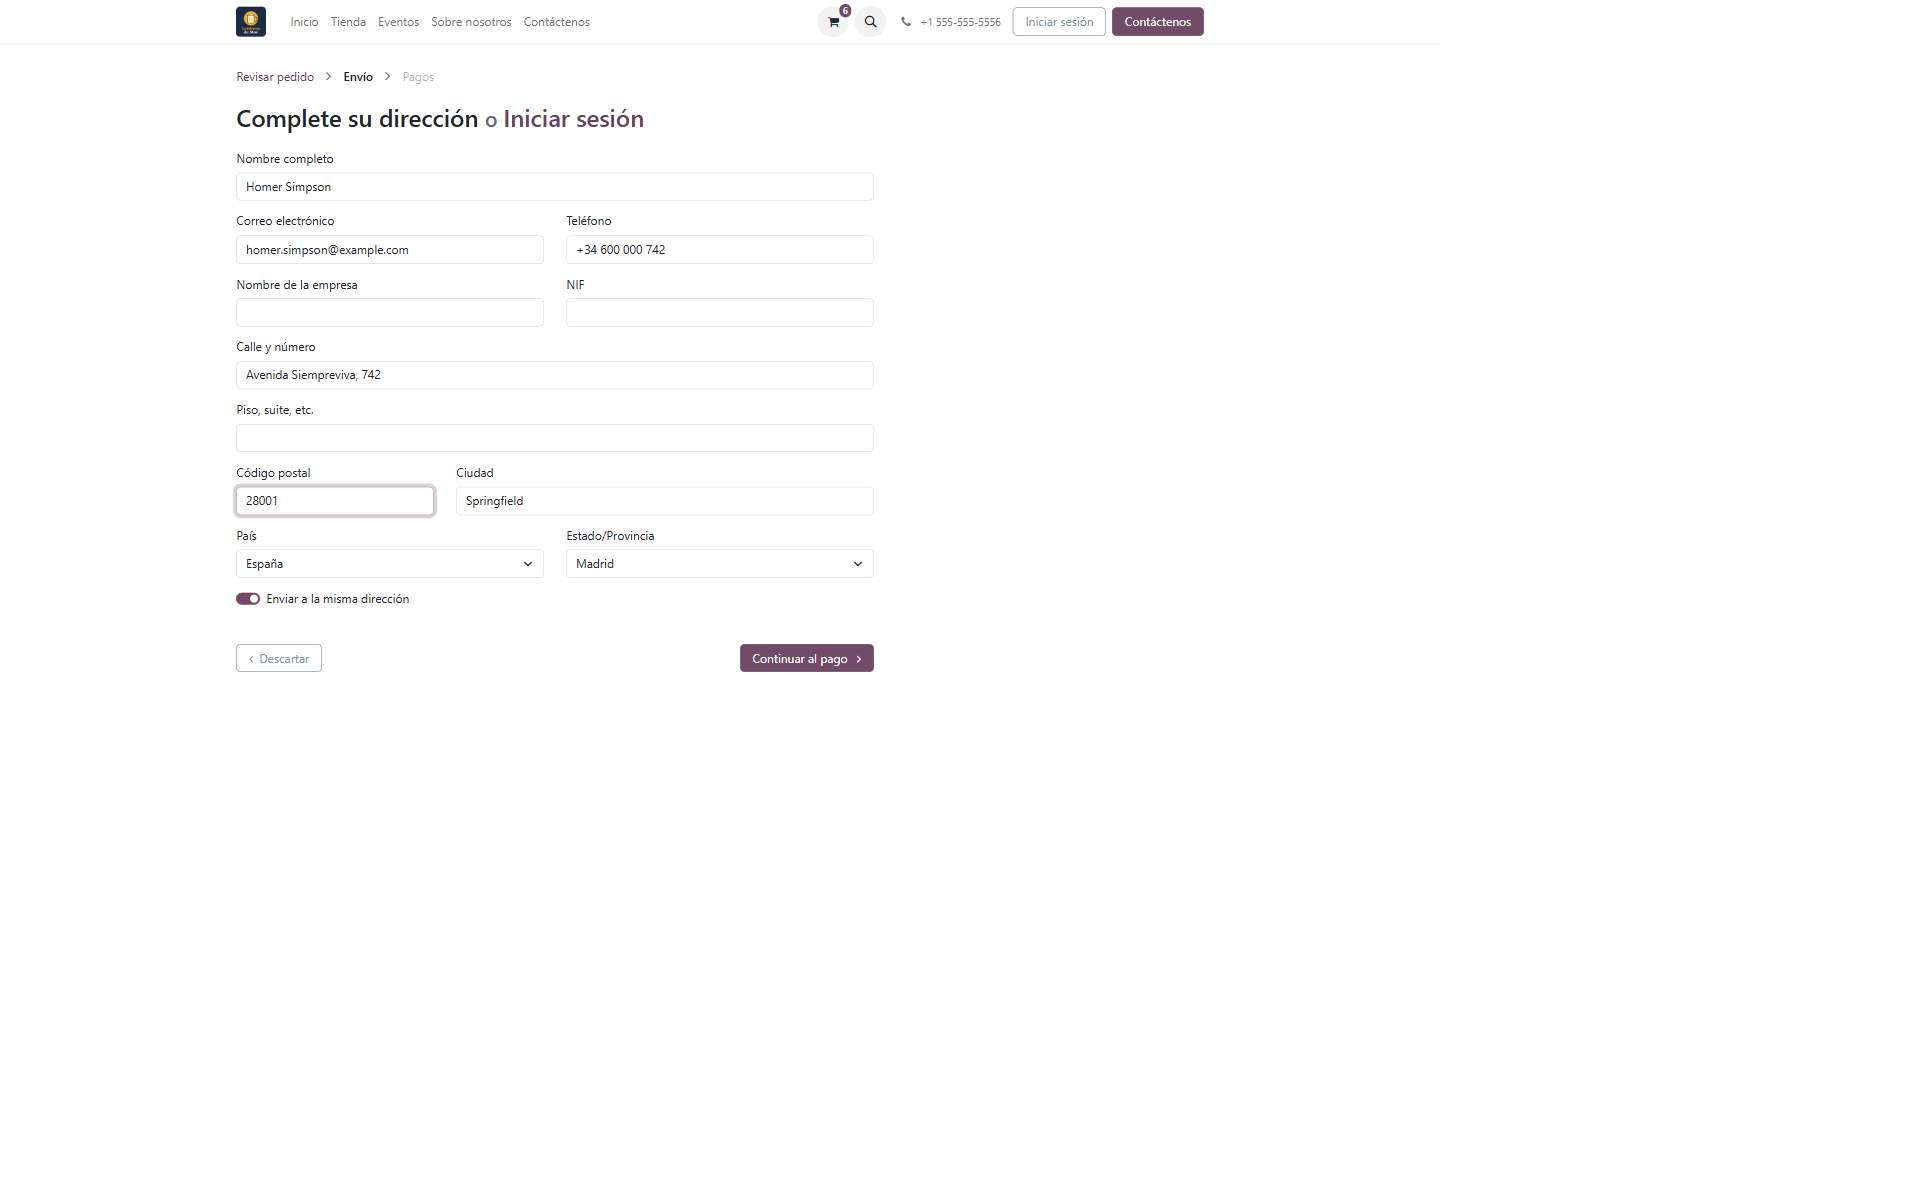 Inicio Tienda Eventos Sobre nosotros Contáctenos 6 +1 555-555-5556 Iniciar sesión Contáctenos
Revisar pedido > Envío > Pagos
Complete su dirección o Iniciar sesión
Nombre completo
Homer Simpson
Correo electrónico Teléfono
homer.simpson@example.com +34 600 000 742
Nombre de la empresa NIF
Calle y número
Avenida Siempreviva, 742
Piso, suite, etc.
Código postal Ciudad
28001 Springfield
País Estado/Provincia
España Madrid
Enviar a la misma dirección
< Descartar Continuar al pago >